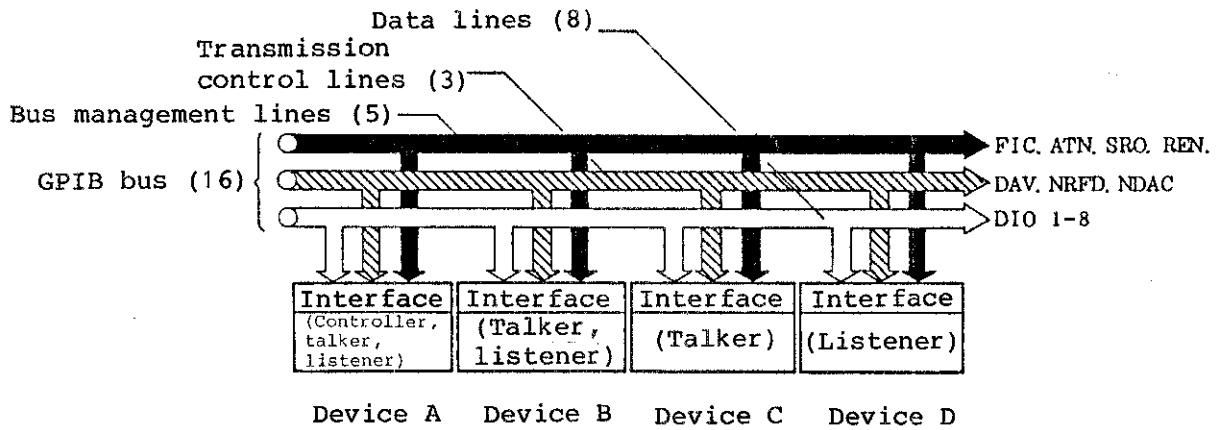 Data lines (8)
Transmission
control lines (3)
Bus management lines (5)
GPIB bus (16)
FIC. ATN. SRO. REN.
DAV. NRFD. NDAC
DIO 1-8
Interface
(Controller,
talker,
listener)
Interface
(Talker,
listener)
Interface
(Talker)
Interface
(Listener)
Device A
Device B
Device C
Device D